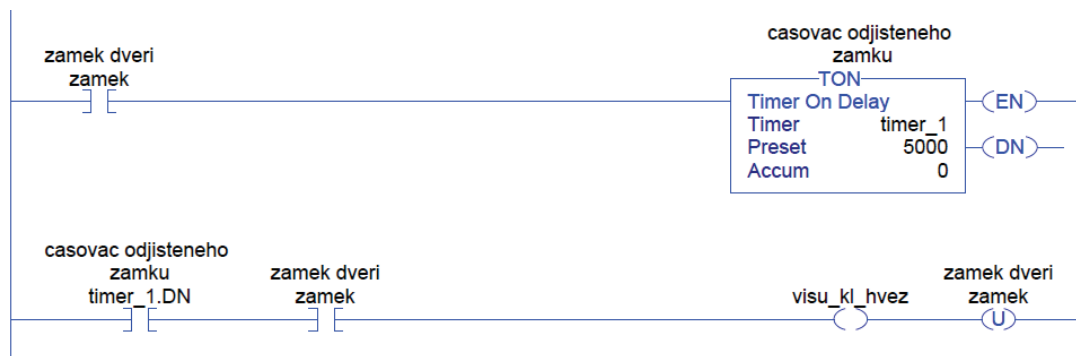 zamek dveri
zamek
casovac odjisteneho
zamku
TON
Timer On Delay
Timer timer_1
Preset 5000
Accum 0
EN
DN
casovac odjisteneho
zamku
timer_1.DN
zamek dveri
zamek
visu_kl_hvez
zamek dveri
zamek
U